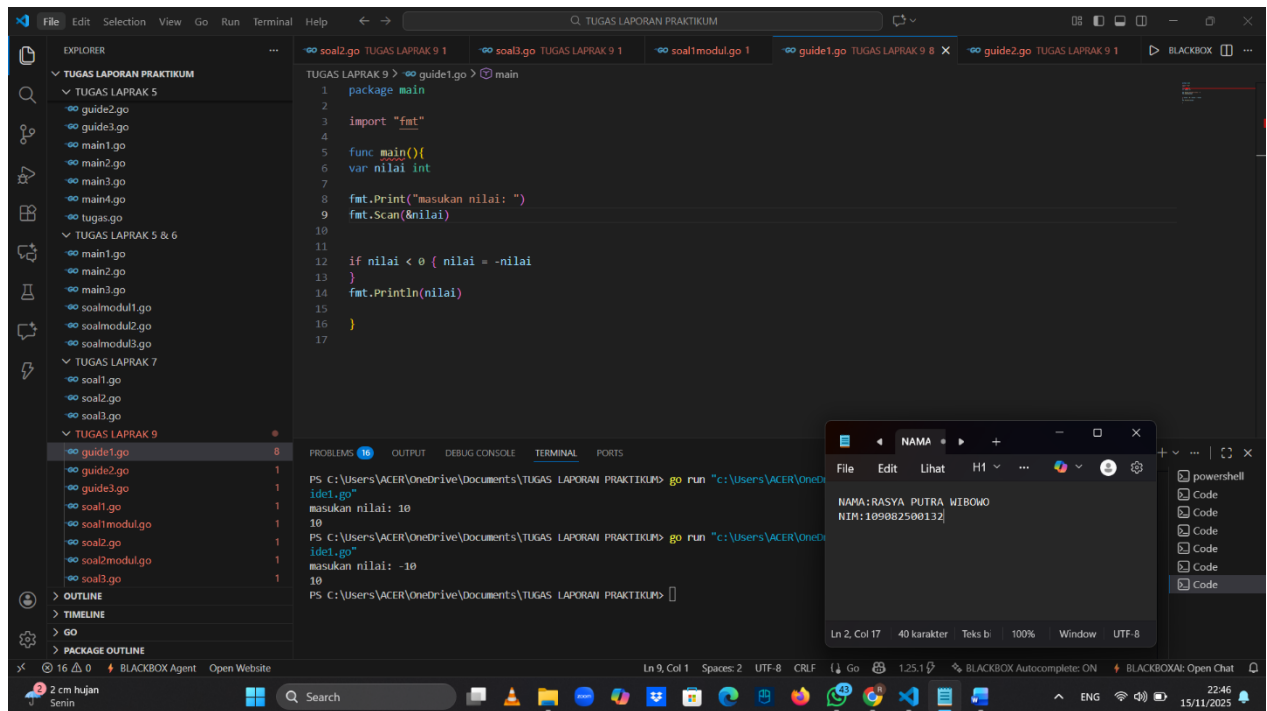 File Edit Selection View Go Run Terminal Help
TUGAS LAPORAN PRAKTIKUM
EXPLORER
TUGAS LAPORAN PRAKTIKUM
TUGAS LAPRAK 5
guide2.go
guide3.go
main1.go
main2.go
main3.go
main4.go
tugas.go
TUGAS LAPRAK 5 & 6
main1.go
main2.go
main3.go
soalmodul1.go
soalmodul2.go
soalmodul3.go
TUGAS LAPRAK 7
soal1.go
soal2.go
soal3.go
TUGAS LAPRAK 9
guide1.go 8
guide2.go 1
guide3.go 1
soal1.go 1
soal1modul.go 1
soal2.go 1
soal2modul.go 1
soal3.go 1
OUTLINE
TIMELINE
GO
PACKAGE OUTLINE
soal2.go TUGAS LAPRAK 9 1 soal3.go TUGAS LAPRAK 9 1 soal1modul.go 1 guide1.go TUGAS LAPRAK 9 8 guide2.go TUGAS LAPRAK 9 1 BLACKBOX
TUGAS LAPRAK 9 > guide1.go > main
1 package main
2
3 import "fmt"
4
5 func main(){
6 var nilai int
7
8 fmt.Print("masukan nilai: ")
9 fmt.Scan(&nilai)
10
11
12 if nilai < 0 { nilai = -nilai
13 }
14 fmt.Println(nilai)
15
16 }
17
PROBLEMS 16 OUTPUT DEBUG CONSOLE TERMINAL PORTS
PS C:\Users\ACER\OneDrive\Documents\TUGAS LAPORAN PRAKTIKUM> go run "c:\Users\ACER\OneD
ide1.go"
masukan nilai: 10
10
PS C:\Users\ACER\OneDrive\Documents\TUGAS LAPORAN PRAKTIKUM> go run "c:\Users\ACER\OneD
ide1.go"
masukan nilai: -10
10
PS C:\Users\ACER\OneDrive\Documents\TUGAS LAPORAN PRAKTIKUM>
powershell
Code
Code
Code
Code
Code
Code
NAMA
File Edit Lihat H1
NAMA:RASYA PUTRA WIBOWO
NIM:109082500132
Ln 2, Col 17 40 karakter Teks bi 100% Window UTF-8
16 0 BLACKBOX Agent Open Website Ln 9, Col 1 Spaces: 2 UTF-8 CRLF Go 1.25.1 BLACKBOX Autocomplete: ON BLACKBOXAI: Open Chat
2 2 cm hujan
Senin
Search
zoom
43
ENG
22:46
15/11/2025